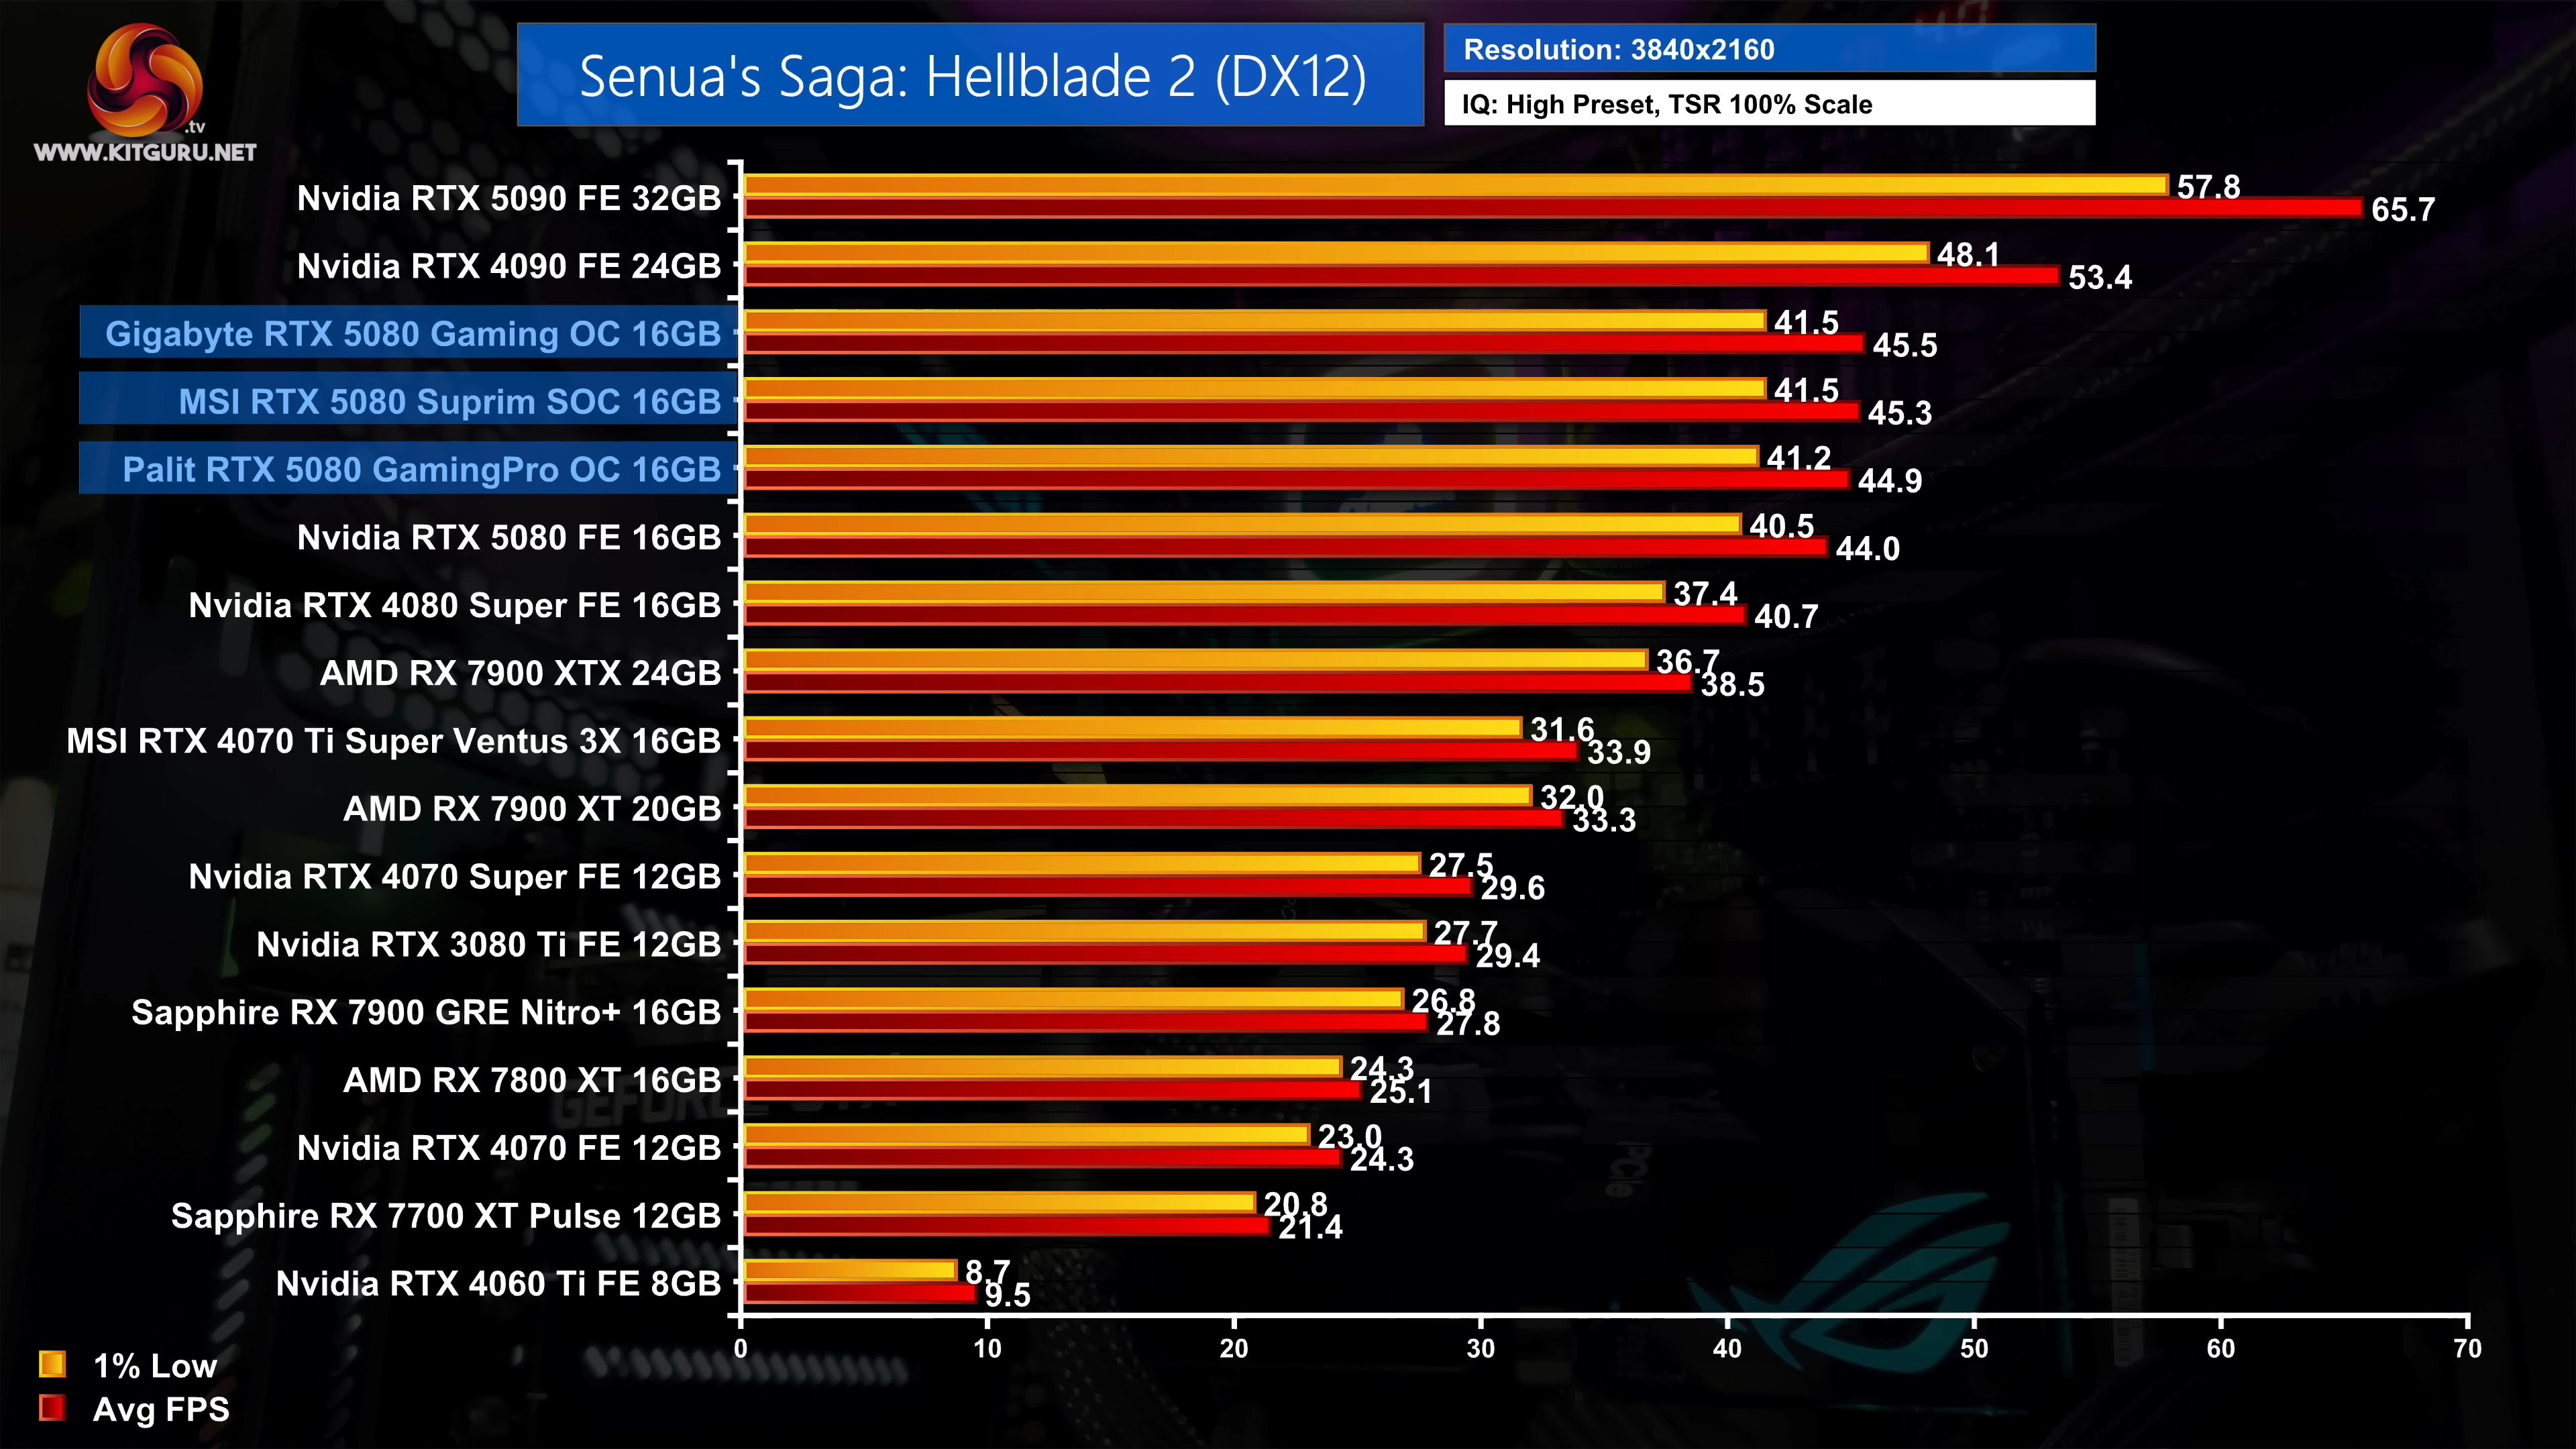 .tv
WWW.KITGURU.NET
Senua's Saga: Hellblade 2 (DX12)
Resolution: 3840x2160
IQ: High Preset, TSR 100% Scale
Nvidia RTX 5090 FE 32GB
57.8
65.7
Nvidia RTX 4090 FE 24GB
48.1
53.4
Gigabyte RTX 5080 Gaming OC 16GB
41.5
45.5
MSI RTX 5080 Suprim SOC 16GB
41.5
45.3
Palit RTX 5080 GamingPro OC 16GB
41.2
44.9
Nvidia RTX 5080 FE 16GB
40.5
44.0
Nvidia RTX 4080 Super FE 16GB
37.4
40.7
AMD RX 7900 XTX 24GB
36.7
38.5
MSI RTX 4070 Ti Super Ventus 3X 16GB
31.6
33.9
AMD RX 7900 XT 20GB
32.0
33.3
Nvidia RTX 4070 Super FE 12GB
27.5
29.6
Nvidia RTX 3080 Ti FE 12GB
27.7
29.4
Sapphire RX 7900 GRE Nitro+ 16GB
26.8
27.8
AMD RX 7800 XT 16GB
24.3
25.1
Nvidia RTX 4070 FE 12GB
23.0
24.3
Sapphire RX 7700 XT Pulse 12GB
20.8
21.4
Nvidia RTX 4060 Ti FE 8GB
8.7
9.5
0 10 20 30 40 50 60 70
1% Low
Avg FPS
PCIe